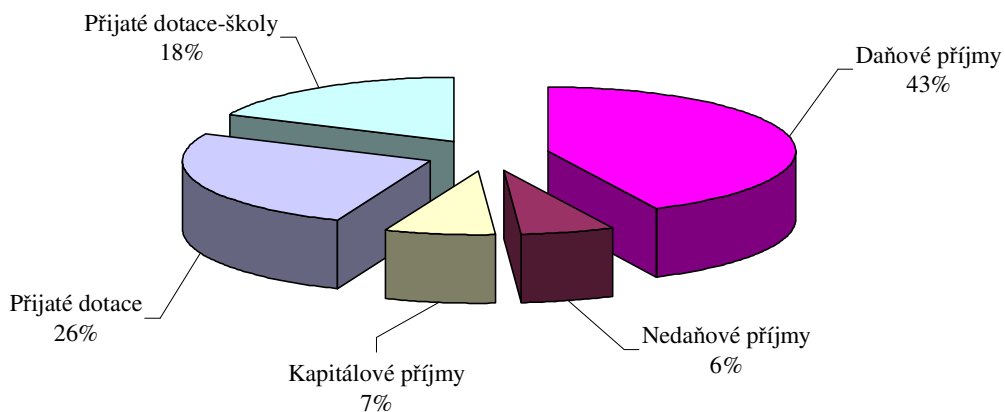 Přijaté dotace-školy
18%
Daňové příjmy
43%
Přijaté dotace
26%
Kapitálové příjmy
7%
Nedaňové příjmy
6%